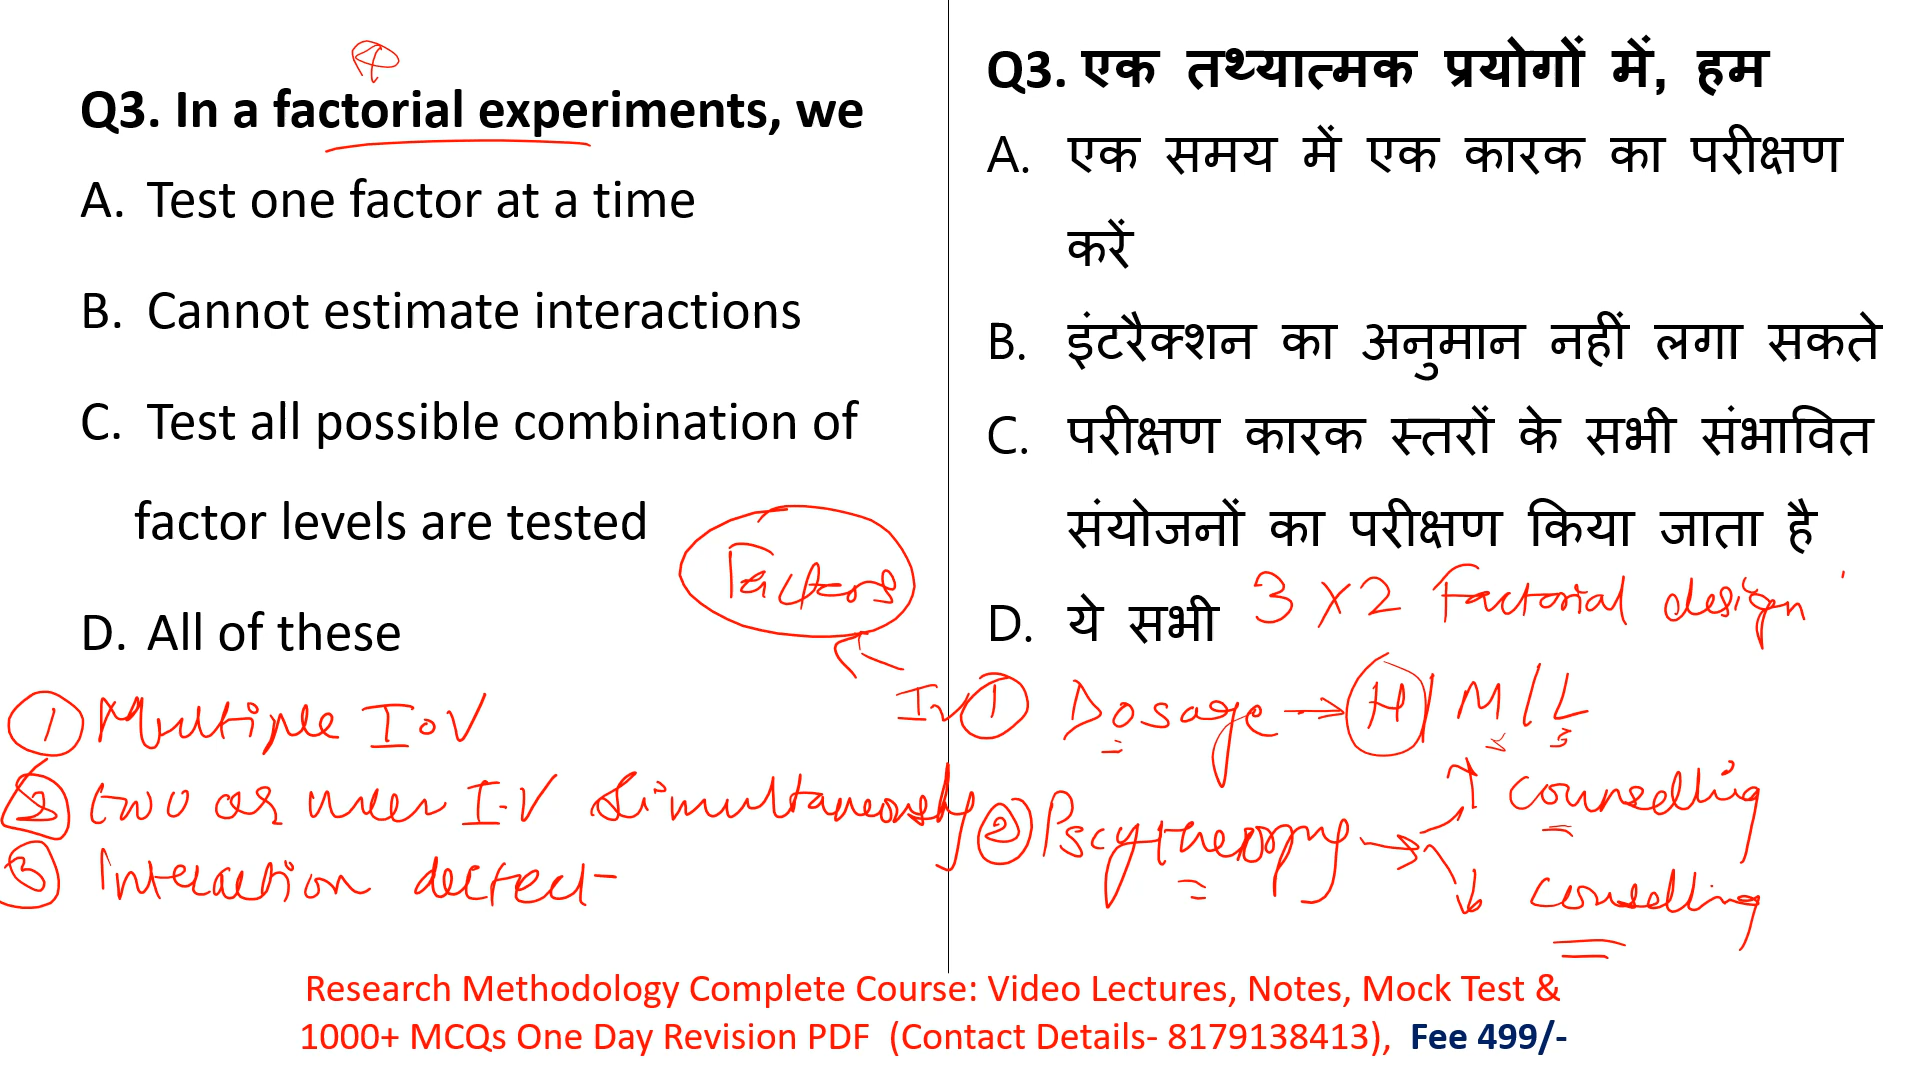 Q3. In a factorial experiments, we
A. Test one factor at a time
B. Cannot estimate interactions
C. Test all possible combination of
factor levels are tested
D. All of these
Factors
1 Multiple I.V
2 two or more I.V simultaneously
3 Interaction detect
Q3. एक तथ्यात्मक प्रयोगों में, हम
A. एक समय में एक कारक का परीक्षण
करें
B. इंटरैक्शन का अनुमान नहीं लगा सकते
C. परीक्षण कारक स्तरों के सभी संभावित
संयोजनों का परीक्षण किया जाता है
D. ये सभी
3 X 2 Factorial design
IV 1 Dosage → H / M / L
2 → counselling
counselling
Research Methodology Complete Course: Video Lectures, Notes, Mock Test &
1000+ MCQs One Day Revision PDF (Contact Details- 8179138413), Fee 499/-